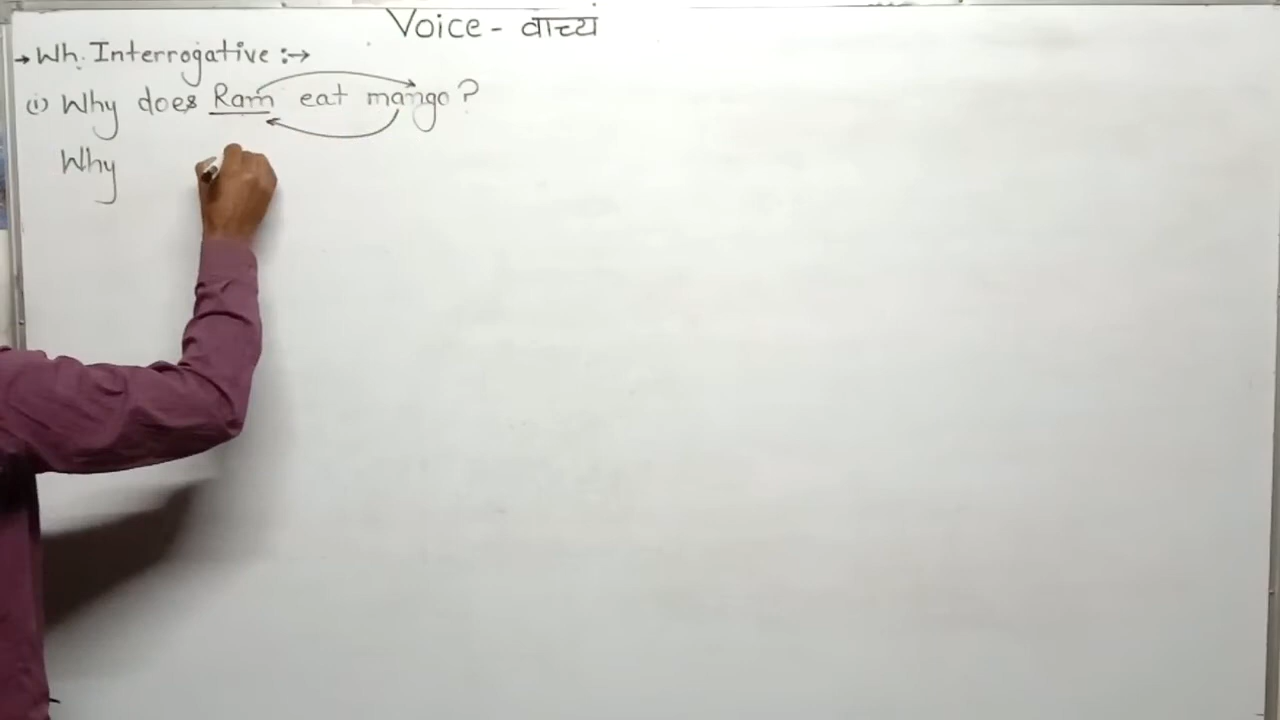 Voice - वाच्यं
→ Wh. Interrogative :→
(i) Why does Ram eat mango?
Why